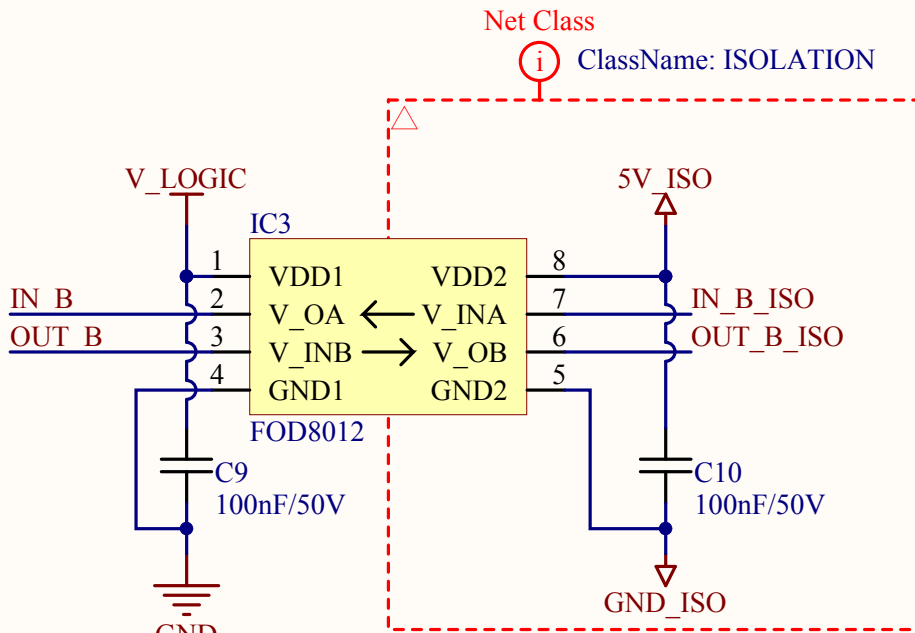 Net Class
i ClassName: ISOLATION
V_LOGIC
5V_ISO
IC3
1 VDD1 VDD2 8
IN_B 2 V_OA V_INA 7 IN_B_ISO
OUT_B 3 V_INB V_OB 6 OUT_B_ISO
4 GND1 GND2 5
FOD8012
C9
100nF/50V
C10
100nF/50V
GND_ISO
GND